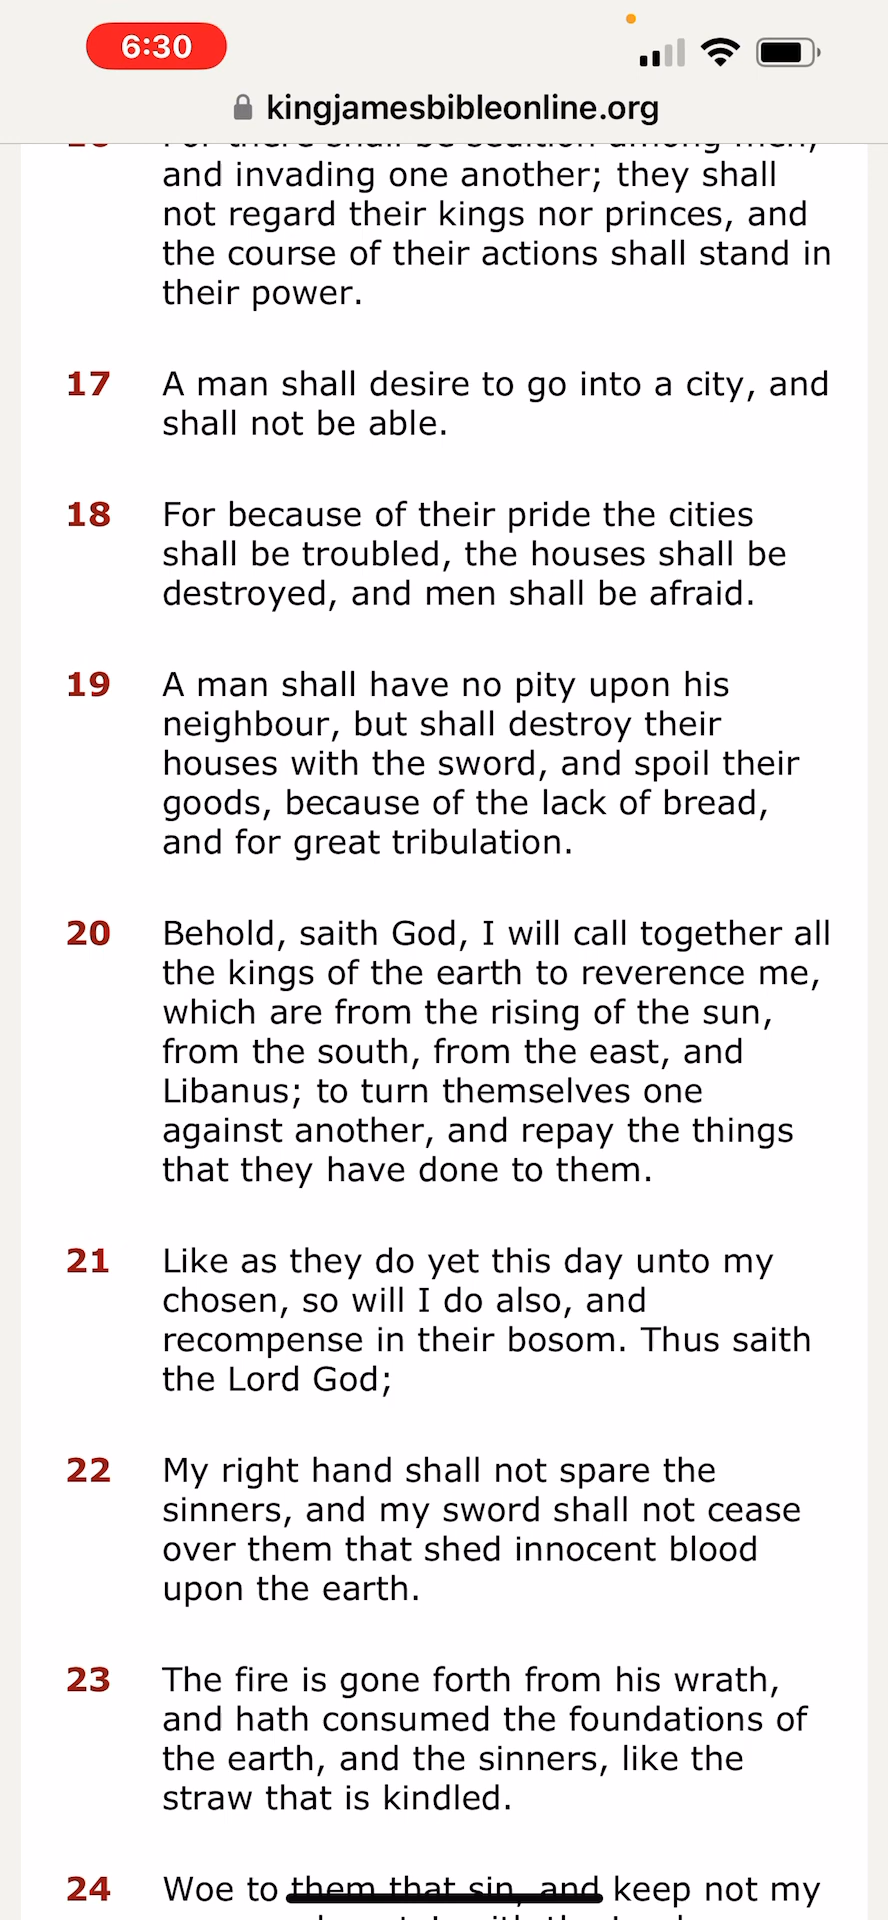 6:30
kingjamesbibleonline.org
16 For there shall be sedition among men,
and invading one another; they shall
not regard their kings nor princes, and
the course of their actions shall stand in
their power.
17 A man shall desire to go into a city, and
shall not be able.
18 For because of their pride the cities
shall be troubled, the houses shall be
destroyed, and men shall be afraid.
19 A man shall have no pity upon his
neighbour, but shall destroy their
houses with the sword, and spoil their
goods, because of the lack of bread,
and for great tribulation.
20 Behold, saith God, I will call together all
the kings of the earth to reverence me,
which are from the rising of the sun,
from the south, from the east, and
Libanus; to turn themselves one
against another, and repay the things
that they have done to them.
21 Like as they do yet this day unto my
chosen, so will I do also, and
recompense in their bosom. Thus saith
the Lord God;
22 My right hand shall not spare the
sinners, and my sword shall not cease
over them that shed innocent blood
upon the earth.
23 The fire is gone forth from his wrath,
and hath consumed the foundations of
the earth, and the sinners, like the
straw that is kindled.
24 Woe to them that sin, and keep not my